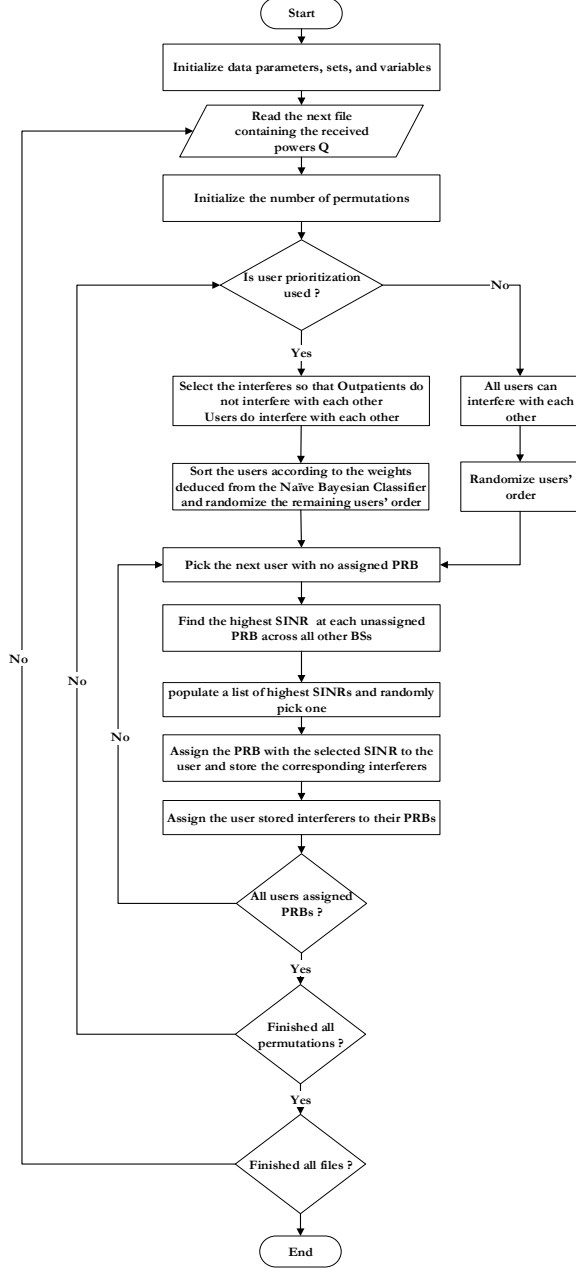 Start
Initialize data parameters, sets, and variables
Read the next file
containing the received
powers Q
Initialize the number of permutations
Is user prioritization
used ?
No
Yes
Select the interferes so that Outpatients do
not interfere with each other
Users do interfere with each other
All users can
interfere with each
other
Sort the users according to the weights
deduced from the Naïve Bayesian Classifier
and randomize the remaining users' order
Randomize users'
order
Pick the next user with no assigned PRB
Find the highest SINR at each unassigned
PRB across all other BSs
No
No
populate a list of highest SINRs and randomly
pick one
No
Assign the PRB with the selected SINR to the
user and store the corresponding interferers
Assign the user stored interferers to their PRBs
All users assigned
PRBs ?
Yes
Finished all
permutations ?
Yes
Finished all files ?
End